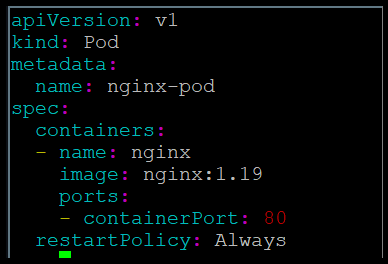 apiVersion: v1
kind: Pod
metadata:
  name: nginx-pod
spec:
  containers:
  - name: nginx
    image: nginx:1.19
    ports:
    - containerPort: 80
  restartPolicy: Always